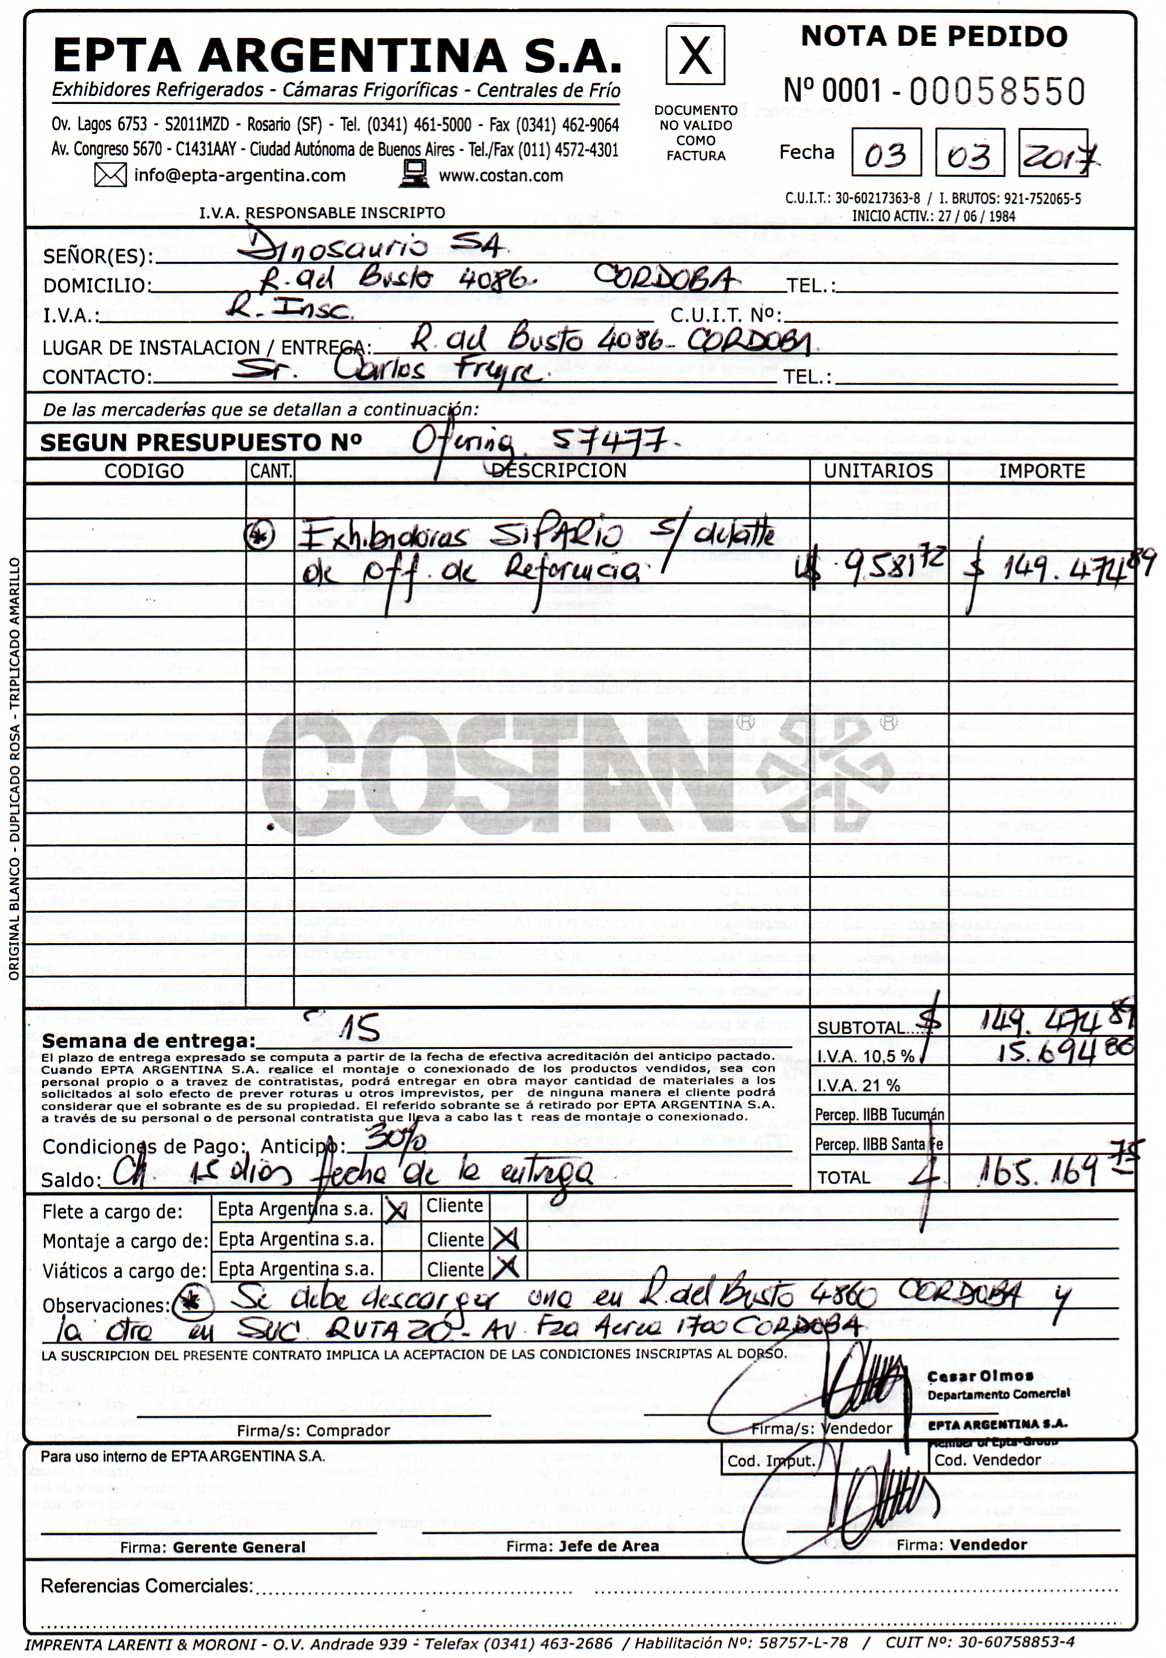 EPTA ARGENTINA S.A.
Exhibidores Refrigerados - Cámaras Frigoríficas - Centrales de Frío
Ov. Lagos 6753 - S2011MZD - Rosario (SF) - Tel. (0341) 461-5000 - Fax (0341) 462-9064
Av. Congreso 5670 - C1431AAY - Ciudad Autónoma de Buenos Aires - Tel./Fax (011) 4572-4301
info@epta-argentina.com www.costan.com
I.V.A. RESPONSABLE INSCRIPTO
X
DOCUMENTO
NO VALIDO
COMO
FACTURA
NOTA DE PEDIDO
Nº 0001 - 00058550
Fecha 03 03 2017
C.U.I.T.: 30-60217363-8 / I. BRUTOS: 921-752065-5
INICIO ACTIV.: 27 / 06 / 1984
SEÑOR(ES): Dinosaurio SA
DOMICILIO: R. del Busto 4086. CORDOBA TEL.:
I.V.A.: R. Insc. C.U.I.T. Nº:
LUGAR DE INSTALACION / ENTREGA: R. del Busto 4086 - CORDOBA
CONTACTO: Sr. Carlos Freyre TEL.:
De las mercaderías que se detallan a continuación:
SEGUN PRESUPUESTO Nº Ofering 57477.
CODIGO CANT. DESCRIPCION UNITARIOS IMPORTE
* Exhibidoras SIPARIO s/ detalle
de Off. de Referencia U$ 9581,72 $ 149.474,89
COSTAN ® ®
ORIGINAL BLANCO - DUPLICADO ROSA - TRIPLICADO AMARILLO
Semana de entrega: 15
El plazo de entrega expresado se computa a partir de la fecha de efectiva acreditación del anticipo pactado.
Cuando EPTA ARGENTINA S.A. realice el montaje o conexionado de los productos vendidos, sea con
personal propio o a travez de contratistas, podrá entregar en obra mayor cantidad de materiales a los
solicitados al solo efecto de prever roturas u otros imprevistos, per de ninguna manera el cliente podrá
considerar que el sobrante es de su propiedad. El referido sobrante se á retirado por EPTA ARGENTINA S.A.
a través de su personal o de personal contratista que lleva a cabo las t reas de montaje o conexionado.
Condiciones de Pago: Anticipo: 30%
Saldo: Ch. 15 dias fecha de la entrega
SUBTOTAL..... $ 149.474 89
I.V.A. 10,5 % 15.694 86
I.V.A. 21 %
Percep. IIBB Tucumán
Percep. IIBB Santa Fe
TOTAL $ 165.169 75
Flete a cargo de: Epta Argentina s.a. X Cliente
Montaje a cargo de: Epta Argentina s.a. Cliente X
Viáticos a cargo de: Epta Argentina s.a. Cliente X
Observaciones: * Se debe descargar una en R. del Busto 4860 CORDOBA y
la otra en SUC. RUTA 20 - AV. Fza Aerea 1700 CORDOBA
LA SUSCRIPCION DEL PRESENTE CONTRATO IMPLICA LA ACEPTACION DE LAS CONDICIONES INSCRIPTAS AL DORSO.
Cesar Olmos
Departamento Comercial
EPTA ARGENTINA S.A.
Member of Epta-Group
Firma/s: Comprador Firma/s: Vendedor
Para uso interno de EPTA ARGENTINA S.A. Cod. Imput. Cod. Vendedor
Firma: Gerente General Firma: Jefe de Area Firma: Vendedor
Referencias Comerciales:
IMPRENTA LARENTI & MORONI - O.V. Andrade 939 - Telefax (0341) 463-2686 / Habilitación Nº: 58757-L-78 / CUIT Nº: 30-60758853-4